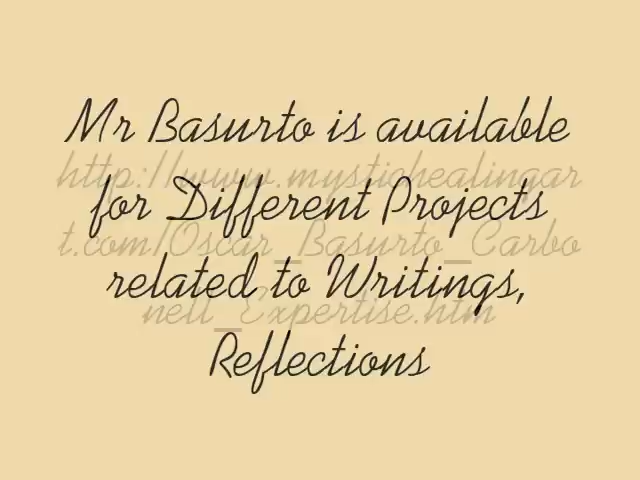 Mr Basurto is available
http://www.mystichealingar
for Different Projects
t.com/Oscar_Basurto_Carbo
related to Writings,
nell_Expertise.htm
Reflections